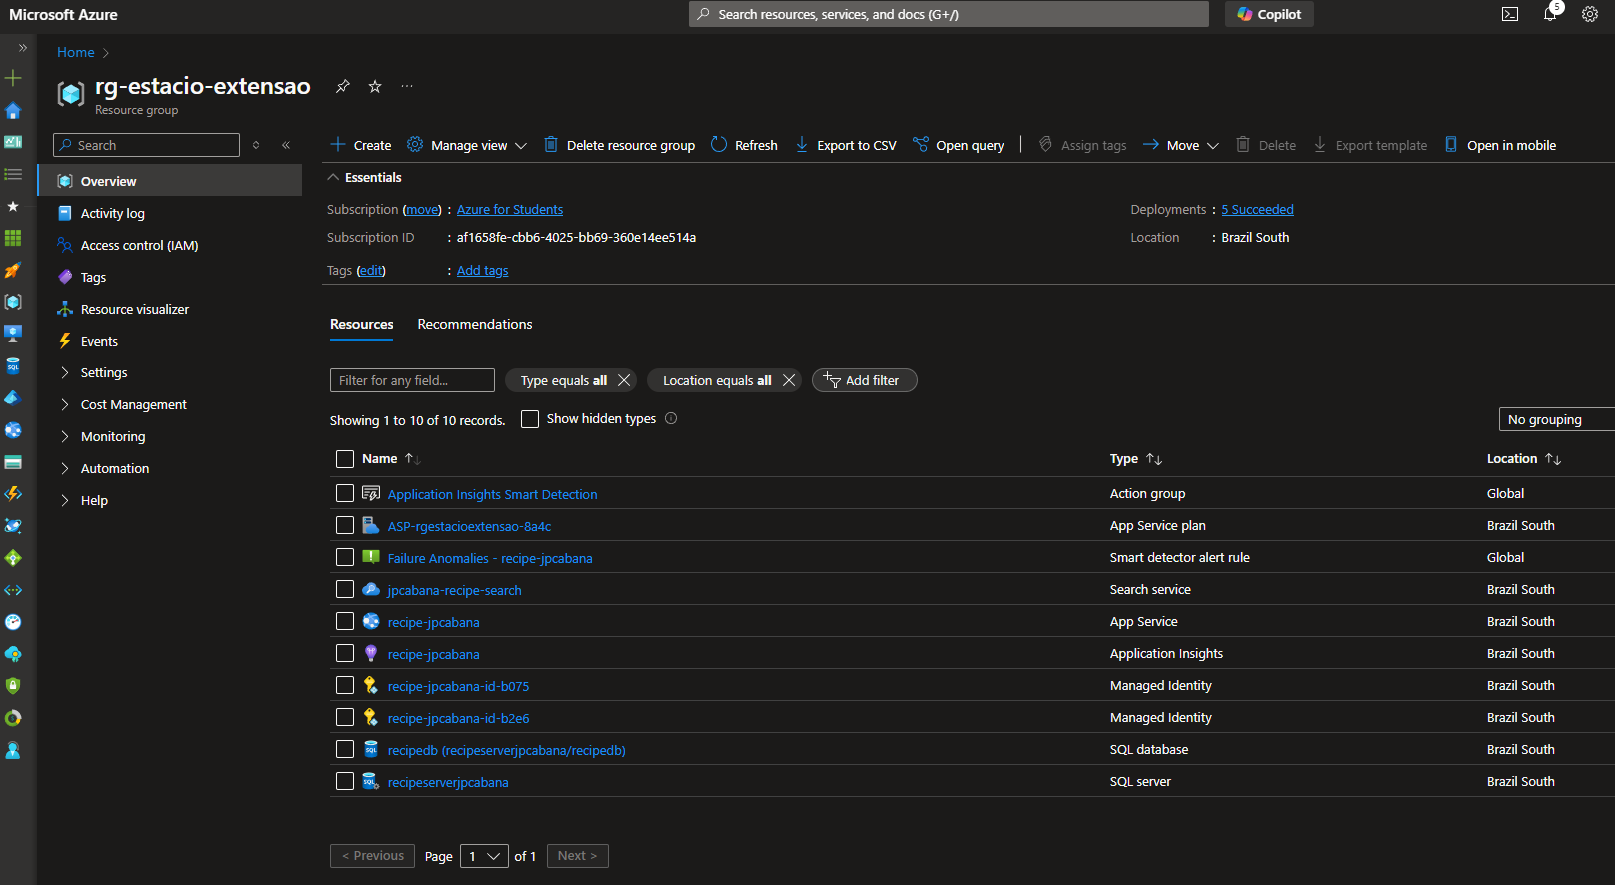 Microsoft Azure
Search resources, services, and docs (G+/)
Copilot
5
Home
rg-estacio-extensao
Resource group
Search
Overview
Activity log
Access control (IAM)
Tags
Resource visualizer
Events
Settings
Cost Management
Monitoring
Automation
Help
Create Manage view Delete resource group Refresh Export to CSV Open query Assign tags Move Delete Export template Open in mobile
Essentials
Subscription (move) : Azure for Students
Subscription ID : af1658fe-cbb6-4025-bb69-360e14ee514a
Tags (edit) : Add tags
Deployments : 5 Succeeded
Location : Brazil South
Resources Recommendations
Filter for any field... Type equals all Location equals all Add filter
Showing 1 to 10 of 10 records. Show hidden types
No grouping
Name Type Location
Application Insights Smart Detection Action group Global
ASP-rgestacioextensao-8a4c App Service plan Brazil South
Failure Anomalies - recipe-jpcabana Smart detector alert rule Global
jpcabana-recipe-search Search service Brazil South
recipe-jpcabana App Service Brazil South
recipe-jpcabana Application Insights Brazil South
recipe-jpcabana-id-b075 Managed Identity Brazil South
recipe-jpcabana-id-b2e6 Managed Identity Brazil South
recipedb (recipeserverjpcabana/recipedb) SQL database Brazil South
recipeserverjpcabana SQL server Brazil South
< Previous Page 1 of 1 Next >